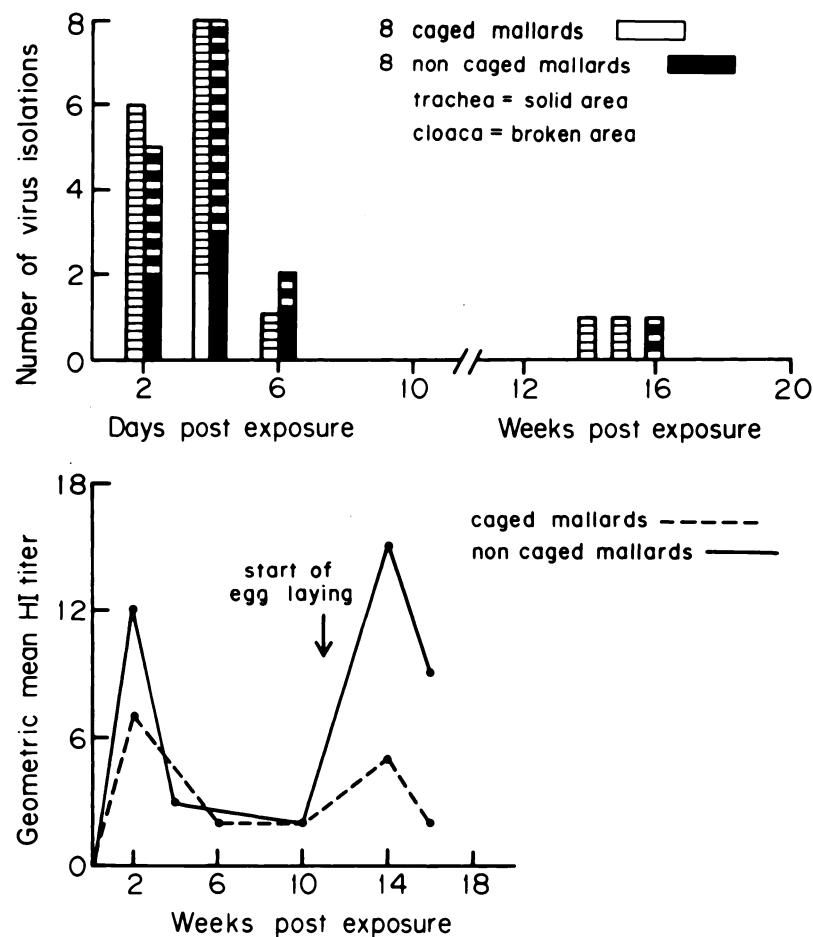 8 caged mallards
8 non caged mallards
trachea = solid area
cloaca = broken area
Number of virus isolations
8
6
4
2
0
2 6 10 12 16 20
Days post exposure Weeks post exposure
Geometric mean HI titer
18
12
6
0
caged mallards
non caged mallards
start of
egg laying
2 6 10 14 18
Weeks post exposure